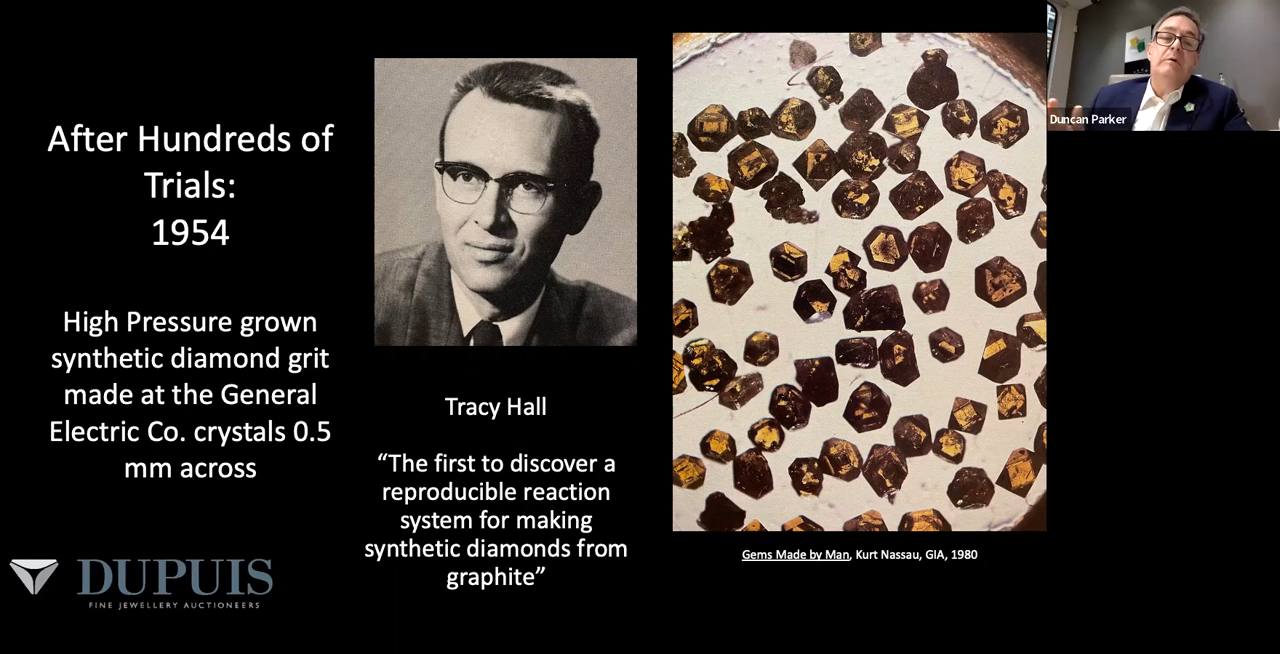 After Hundreds of
Trials:
1954
High Pressure grown
synthetic diamond grit
made at the General
Electric Co. crystals 0.5
mm across
DUPUIS
FINE JEWELLERY AUCTIONEERS
Tracy Hall
“The first to discover a
reproducible reaction
system for making
synthetic diamonds from
graphite”
Gems Made by Man, Kurt Nassau, GIA, 1980
Duncan Parker